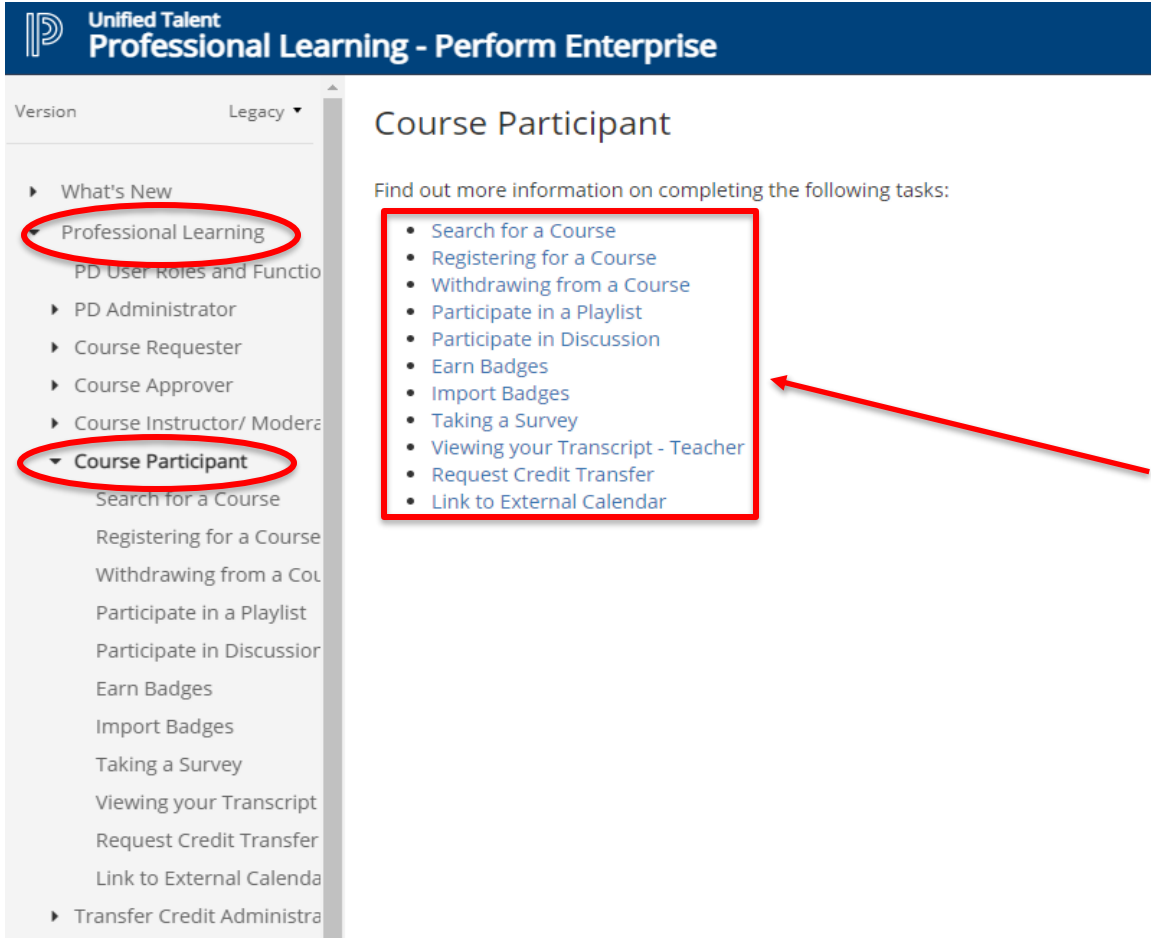 Unified Talent
Professional Learning - Perform Enterprise
Version
Legacy
What's New
Professional Learning
PD User Roles and Functio
PD Administrator
Course Requester
Course Approver
Course Instructor/ Modera
Course Participant
Search for a Course
Registering for a Course
Withdrawing from a Cou
Participate in a Playlist
Participate in Discussion
Earn Badges
Import Badges
Taking a Survey
Viewing your Transcript
Request Credit Transfer
Link to External Calenda
Transfer Credit Administra
Course Participant
Find out more information on completing the following tasks:
• Search for a Course
• Registering for a Course
• Withdrawing from a Course
• Participate in a Playlist
• Participate in Discussion
• Earn Badges
• Import Badges
• Taking a Survey
• Viewing your Transcript - Teacher
• Request Credit Transfer
• Link to External Calendar